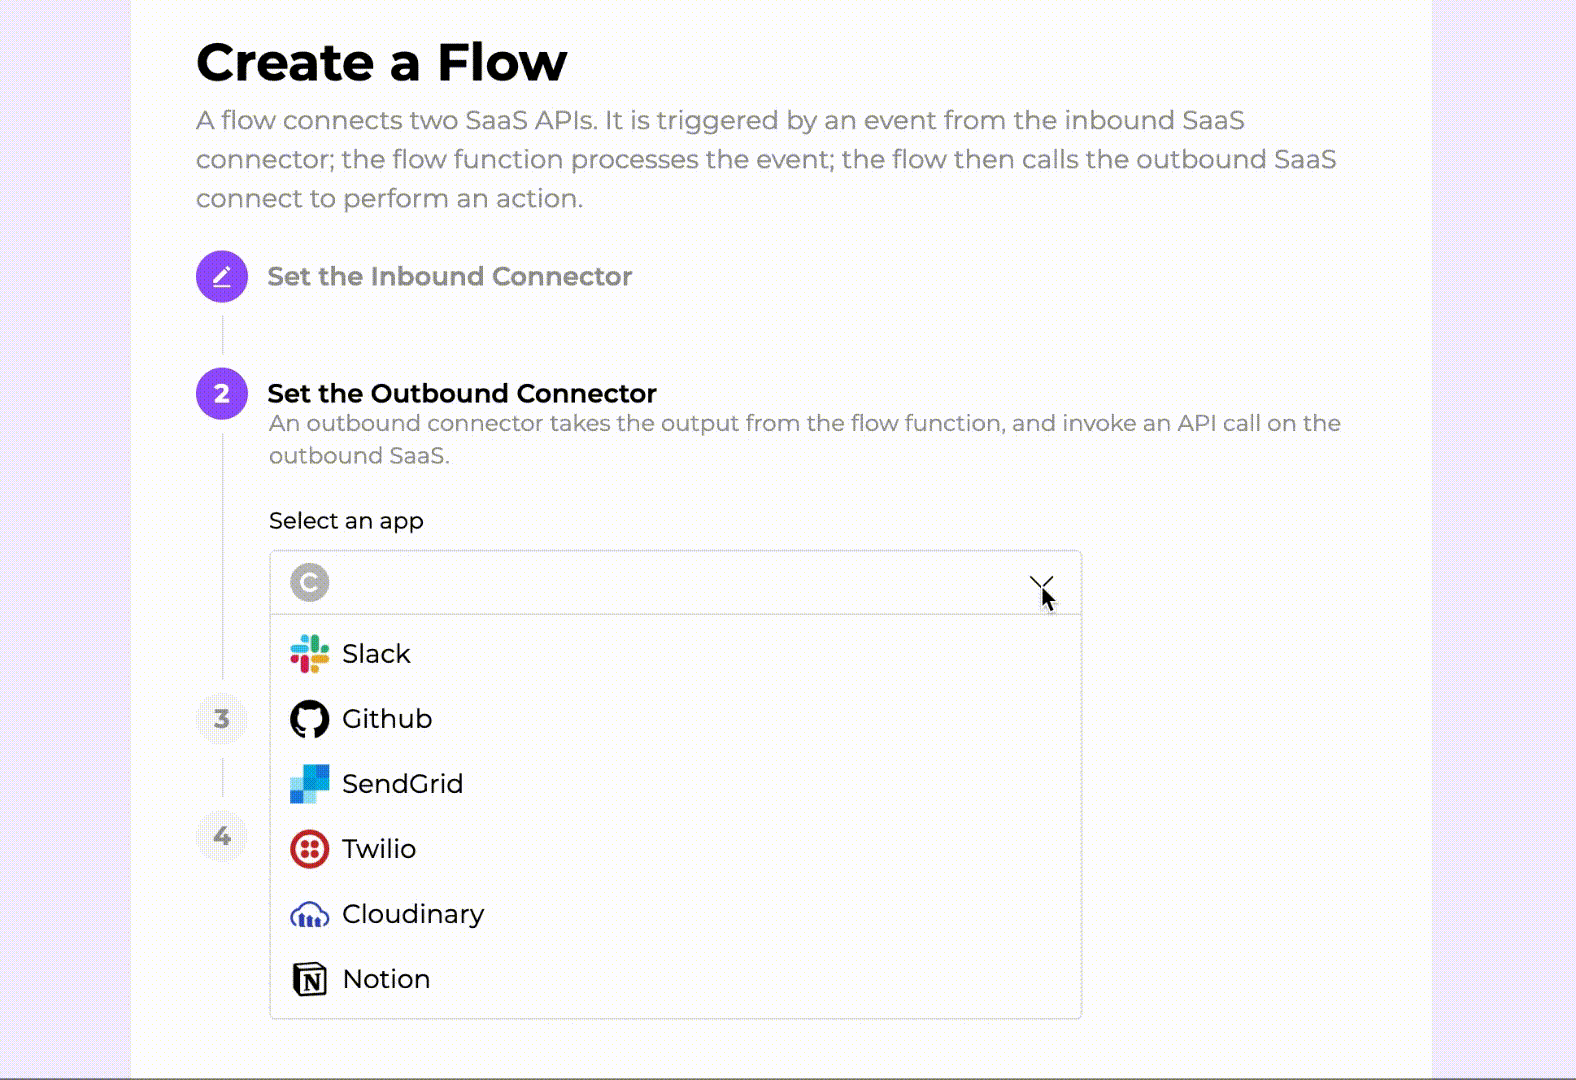 Create a Flow
A flow connects two SaaS APIs. It is triggered by an event from the inbound SaaS
connector; the flow function processes the event; the flow then calls the outbound SaaS
connect to perform an action.
Set the Inbound Connector
2 Set the Outbound Connector
An outbound connector takes the output from the flow function, and invoke an API call on the
outbound SaaS.
Select an app
C
Slack
3
Github
SendGrid
4
Twilio
Cloudinary
N Notion